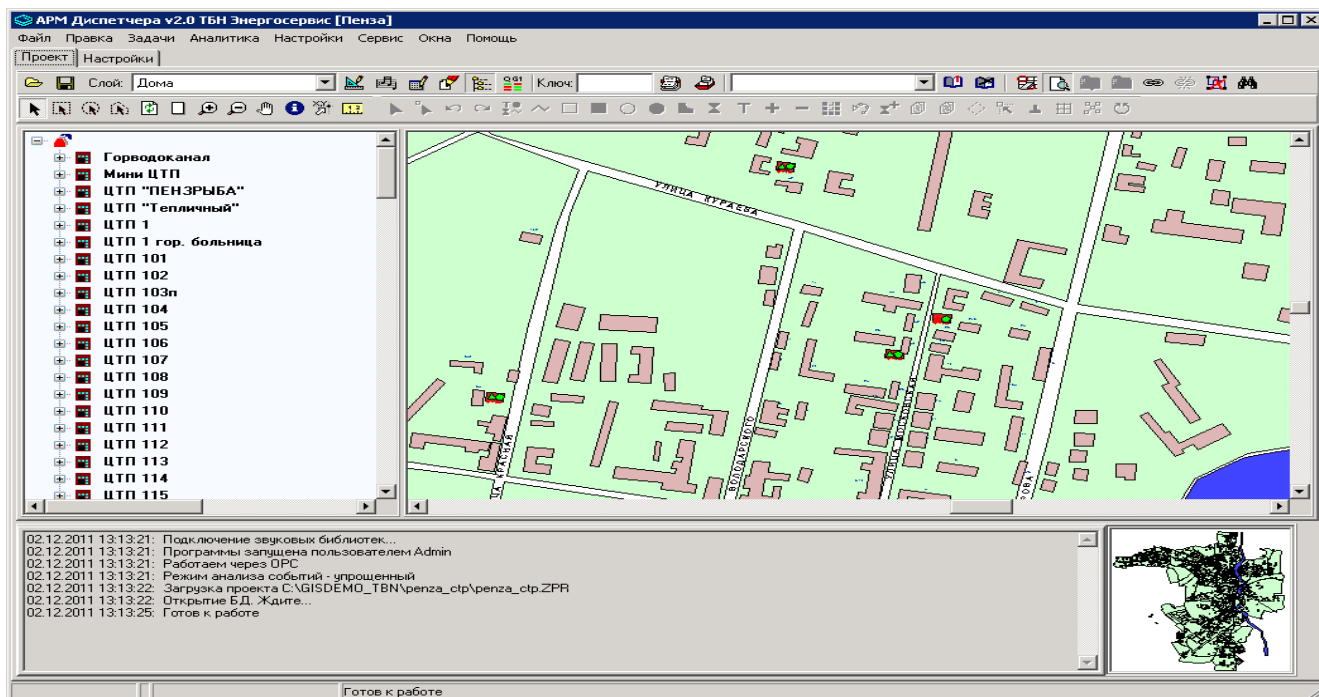 АРМ Диспетчера v2.0 ТБН Энергосервис [Пенза]
Файл Правка Задачи Аналитика Настройки Сервис Окна Помощь
Проект Настройки
Слой: Дома Ключ:
Горводоканал
Мини ЦТП
ЦТП "ПЕНЗРЫБА"
ЦТП "Тепличный"
ЦТП 1
ЦТП 1 гор. больница
ЦТП 101
ЦТП 102
ЦТП 103п
ЦТП 104
ЦТП 105
ЦТП 106
ЦТП 107
ЦТП 108
ЦТП 109
ЦТП 110
ЦТП 111
ЦТП 112
ЦТП 113
ЦТП 114
ЦТП 115
УЛИЦА КУРАЕВА
ЦА КРАСНАЯ
ВОЛОДАРСКОГО
УЛИЦА МОСКОВСКАЯ
РОВА
02.12.2011 13:13:21: Подключение звуковых библиотек...
02.12.2011 13:13:21: Программы запущена пользователем Admin
02.12.2011 13:13:21: Работаем через OPC
02.12.2011 13:13:21: Режим анализа событий - упрощенный
02.12.2011 13:13:22: Загрузка проекта C:\GISDEMO_TBN\penza_ctp\penza_ctp.ZPR
02.12.2011 13:13:22: Открытие БД. Ждите...
02.12.2011 13:13:25: Готов к работе
Готов к работе